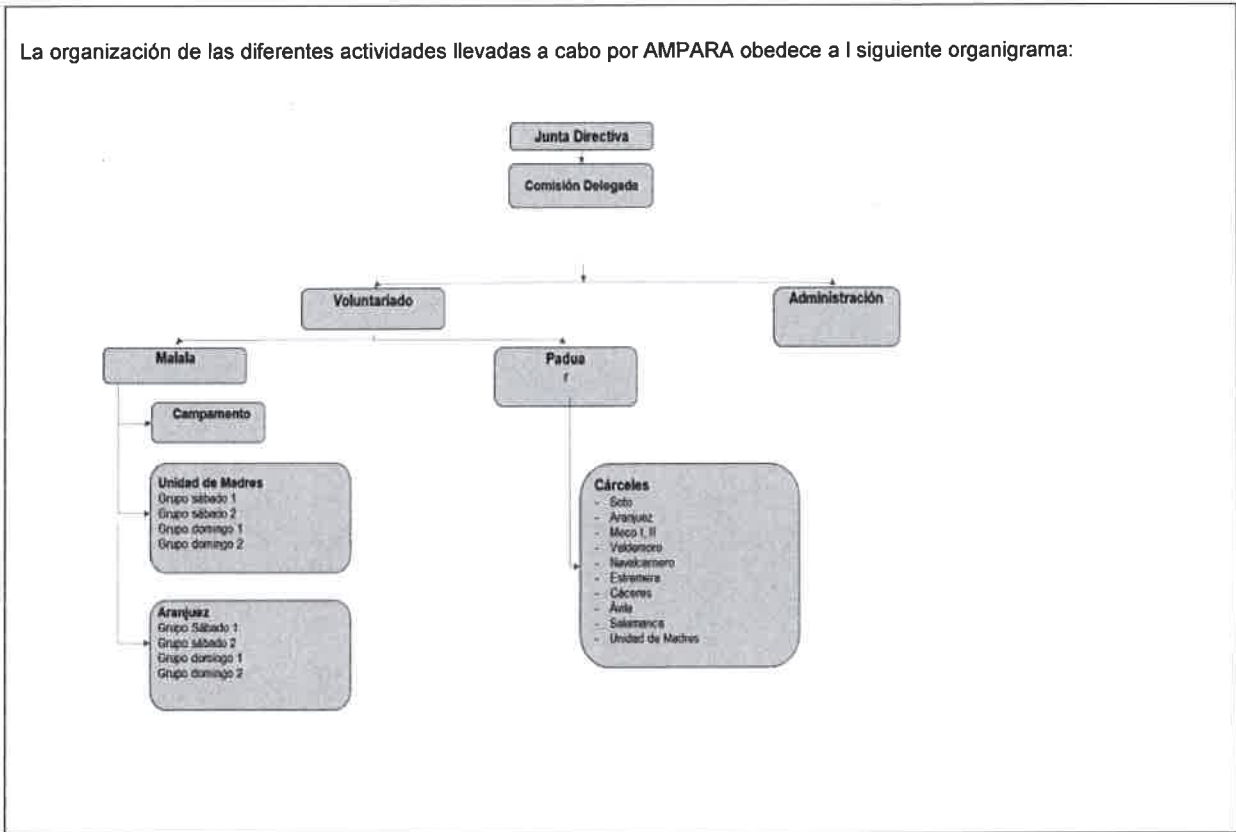 La organización de las diferentes actividades llevadas a cabo por AMPARA obedece a l siguiente organigrama:
Junta Directiva
Comisión Delegada
Voluntariado
Administración
Malala
Padua
r
Campamento
Unidad de Madres
Grupo sábado 1
Grupo sábado 2
Grupo domingo 1
Grupo domingo 2
Aranjuez
Grupo Sábado 1
Grupo sábado 2
Grupo domingo 1
Grupo domingo 2
Cárceles
- Soto
- Aranjuez
- Meco I, II
- Valdemoro
- Navalcarnero
- Estremera
- Cáceres
- Ávila
- Salamanca
- Unidad de Madres